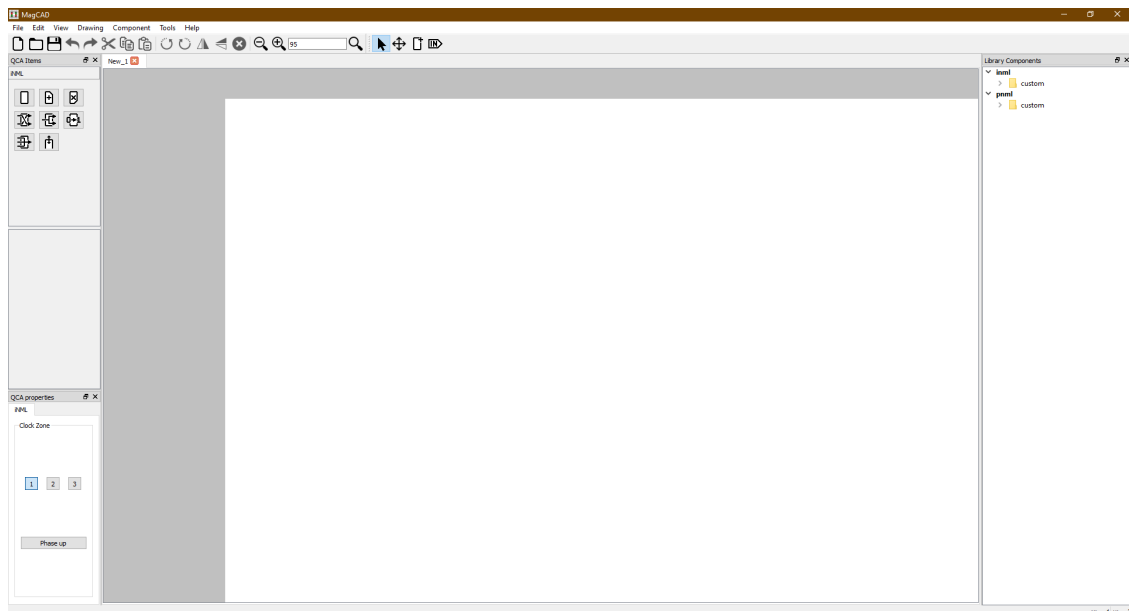 MagCAD
File Edit View Drawing Component Tools Help
95
IN
QCA Items
New_1
Library Components
iNML
inml
custom
pnml
custom
QCA properties
iNML
Clock Zone
1 2 3
Phase up